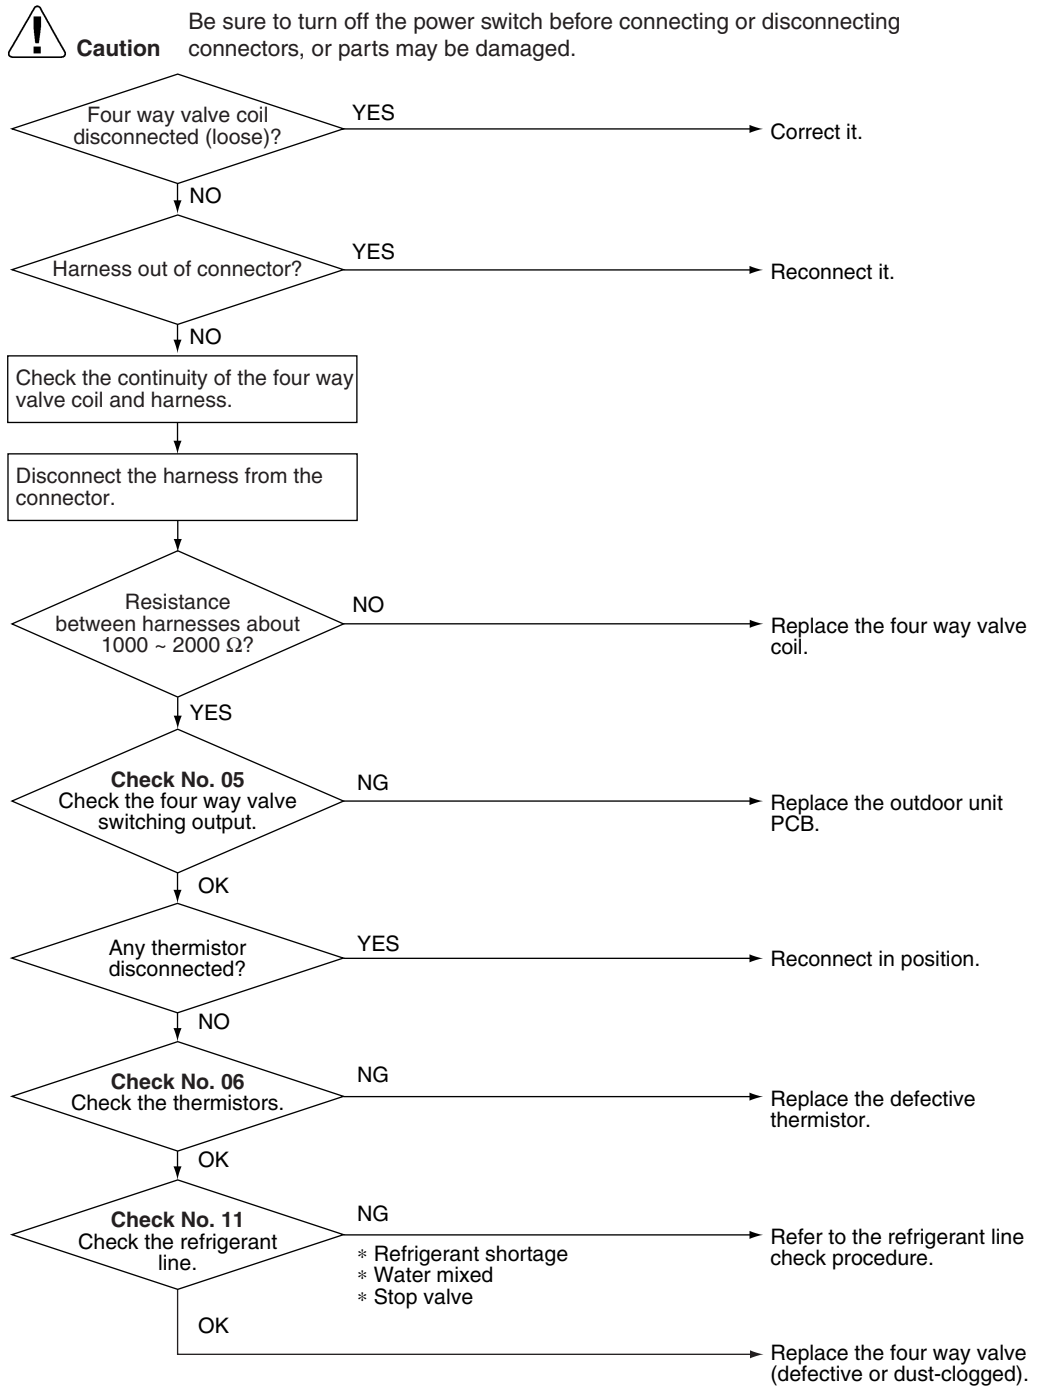 Caution
Be sure to turn off the power switch before connecting or disconnecting
connectors, or parts may be damaged.
Four way valve coil
disconnected (loose)?
YES
Correct it.
NO
Harness out of connector?
YES
Reconnect it.
NO
Check the continuity of the four way
valve coil and harness.
Disconnect the harness from the
connector.
Resistance
between harnesses about
1000 ~ 2000 Ω?
NO
Replace the four way valve
coil.
YES
Check No. 05
Check the four way valve
switching output.
NG
Replace the outdoor unit
PCB.
OK
Any thermistor
disconnected?
YES
Reconnect in position.
NO
Check No. 06
Check the thermistors.
NG
Replace the defective
thermistor.
OK
Check No. 11
Check the refrigerant
line.
NG
∗ Refrigerant shortage
∗ Water mixed
∗ Stop valve
Refer to the refrigerant line
check procedure.
OK
Replace the four way valve
(defective or dust-clogged).